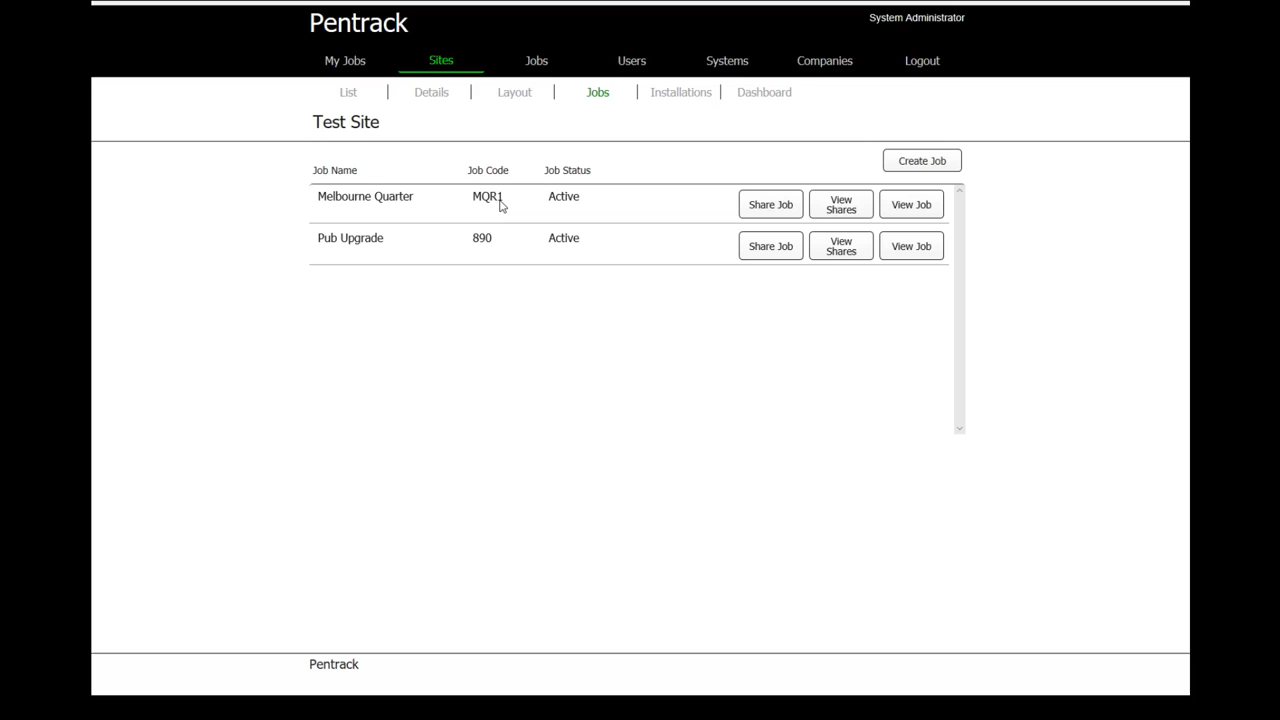 Pentrack
System Administrator
My Jobs Sites Jobs Users Systems Companies Logout
List Details Layout Jobs Installations Dashboard
Test Site
Create Job
Job Name Job Code Job Status
Melbourne Quarter MQR1 Active Share Job View Shares View Job
Pub Upgrade 890 Active Share Job View Shares View Job
Pentrack